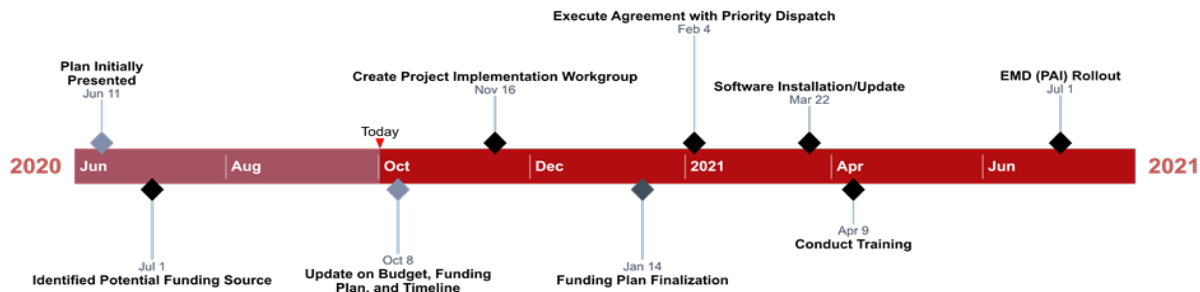 Execute Agreement with Priority Dispatch
Feb 4
Plan Initially
Presented
Jun 11
Create Project Implementation Workgroup
Nov 16
Software Installation/Update
Mar 22
EMD (PAI) Rollout
Jul 1
Today
2020 Jun Aug Oct Dec 2021 Apr Jun 2021
Jul 1
Identified Potential Funding Source
Oct 8
Update on Budget, Funding
Plan, and Timeline
Jan 14
Funding Plan Finalization
Apr 9
Conduct Training